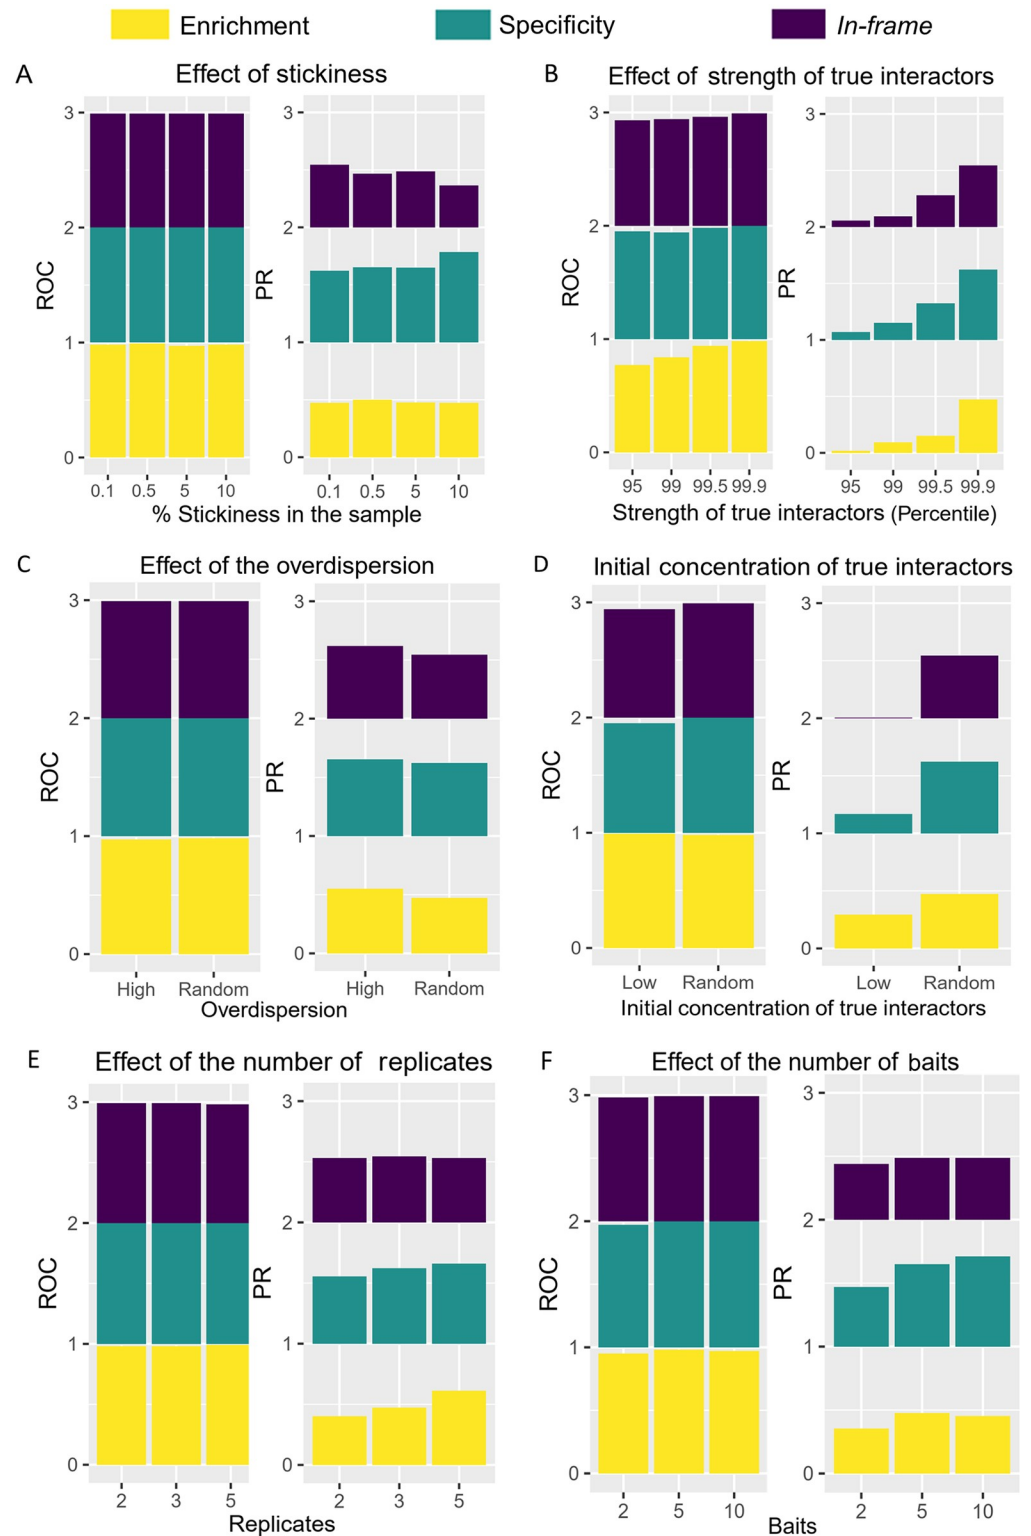 Enrichment Specificity In-frame
A Effect of stickiness
3 2 1 0
ROC
0.1 0.5 5 10
3 2 1 0
PR
0.1 0.5 5 10
% Stickiness in the sample
B Effect of strength of true interactors
3 2 1 0
ROC
95 99 99.5 99.9
3 2 1 0
PR
95 99 99.5 99.9
Strength of true interactors (Percentile)
C Effect of the overdispersion
3 2 1 0
ROC
High Random
3 2 1 0
PR
High Random
Overdispersion
D Initial concentration of true interactors
3 2 1 0
ROC
Low Random
3 2 1 0
PR
Low Random
Initial concentration of true interactors
E Effect of the number of replicates
3 2 1 0
ROC
2 3 5
3 2 1 0
PR
2 3 5
Replicates
F Effect of the number of baits
3 2 1 0
ROC
2 5 10
3 2 1 0
PR
2 5 10
Baits